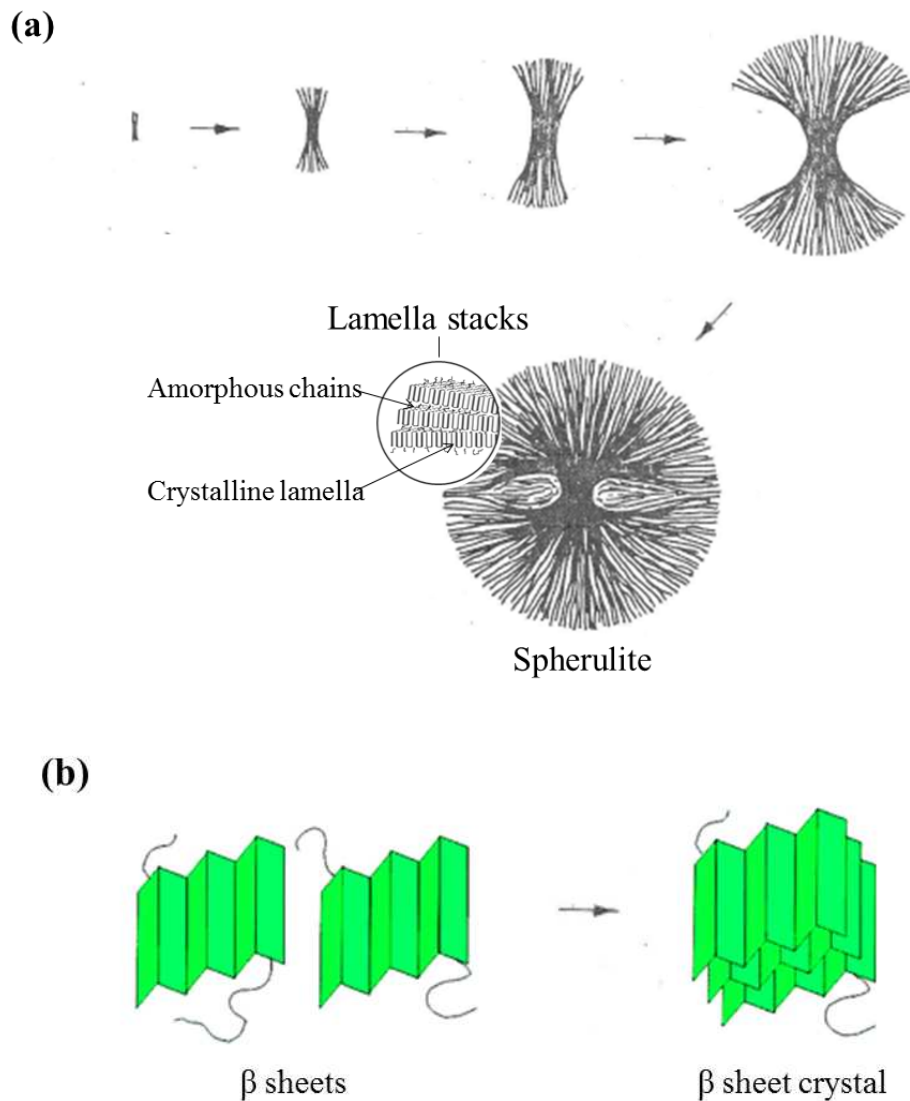 (a)
Lamella stacks
Amorphous chains
Crystalline lamella
Spherulite
(b)
β sheets
β sheet crystal